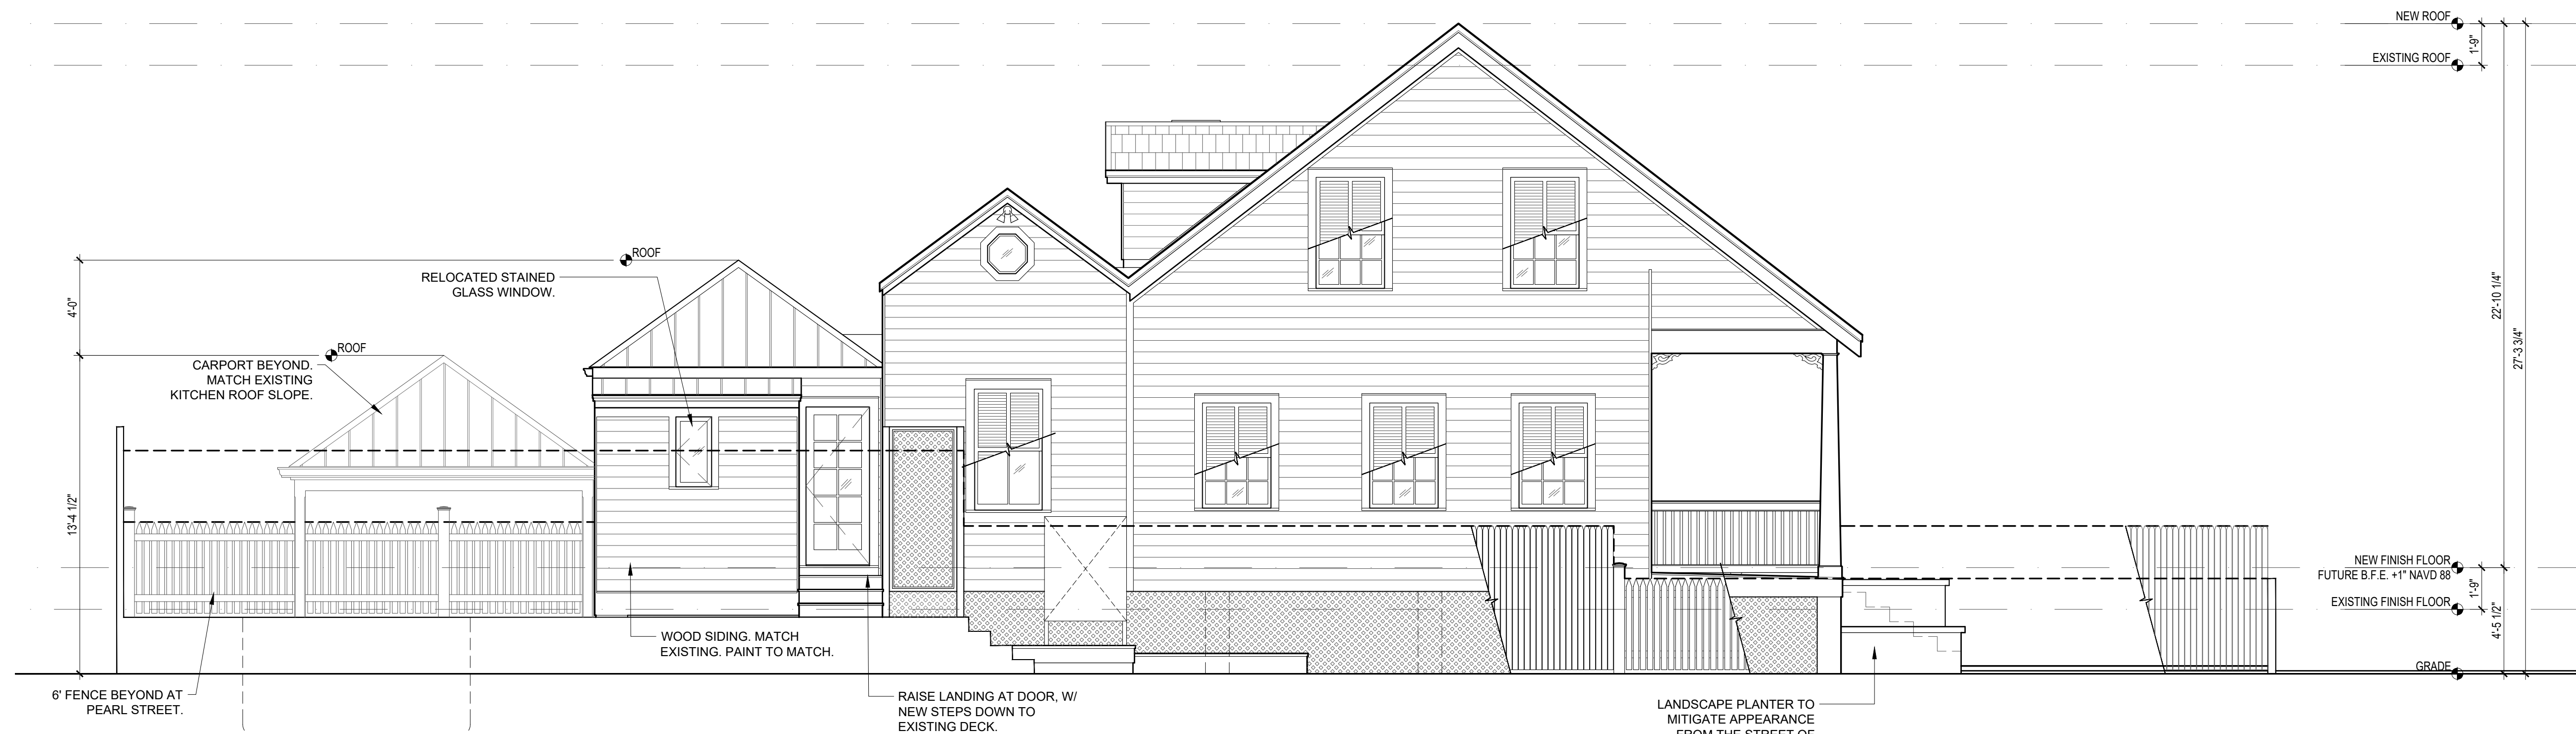 NEW ROOF
1'-9"
EXISTING ROOF
ROOF
RELOCATED STAINED
GLASS WINDOW.
4'-0"
22'-10 1/4"
27'-3 3/4"
ROOF
CARPORT BEYOND.
MATCH EXISTING
KITCHEN ROOF SLOPE.
13'-4 1/2"
NEW FINISH FLOOR
FUTURE B.F.E. +1" NAVD 88
1'-9"
EXISTING FINISH FLOOR
4'-5 1/2"
WOOD SIDING. MATCH
EXISTING. PAINT TO MATCH.
GRADE
6' FENCE BEYOND AT
PEARL STREET.
RAISE LANDING AT DOOR, W/
NEW STEPS DOWN TO
EXISTING DECK.
LANDSCAPE PLANTER TO
MITIGATE APPEARANCE
FROM THE STREET OF